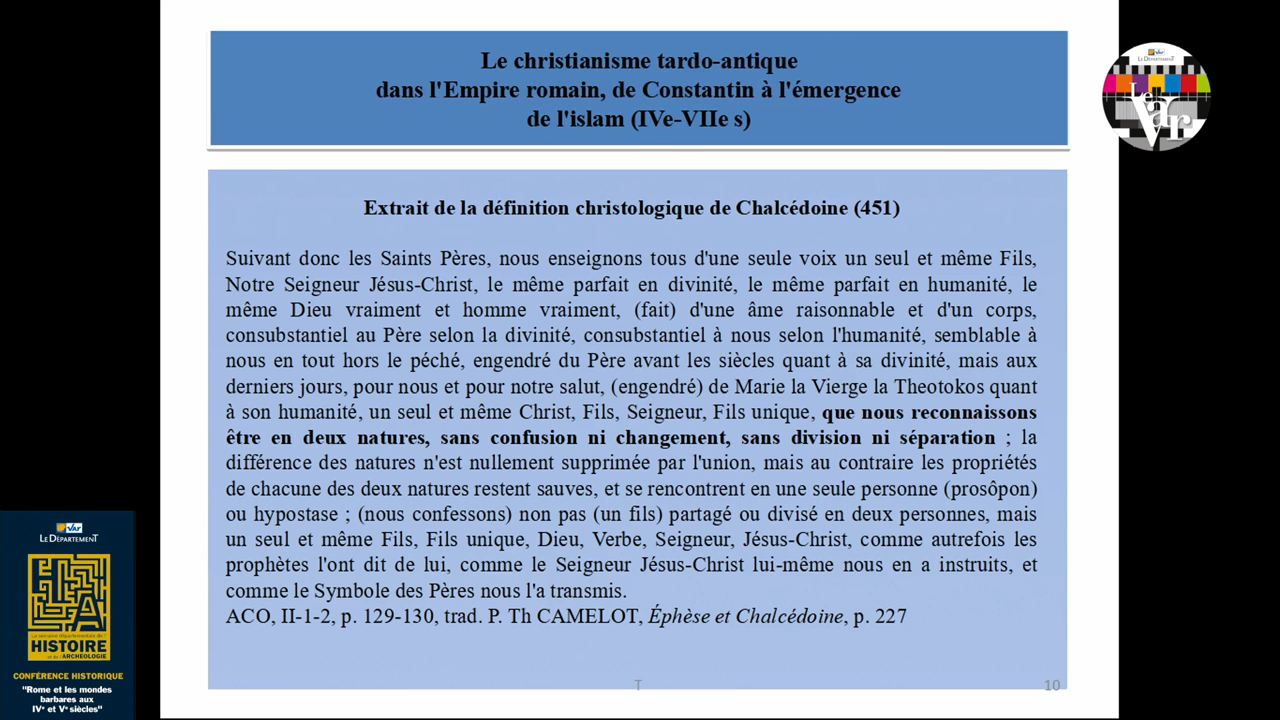 Le christianisme tardo-antique
dans l'Empire romain, de Constantin à l'émergence
de l'islam (IVe-VIIe s)
Extrait de la définition christologique de Chalcédoine (451)
Suivant donc les Saints Pères, nous enseignons tous d'une seule voix un seul et même Fils,
Notre Seigneur Jésus-Christ, le même parfait en divinité, le même parfait en humanité, le
même Dieu vraiment et homme vraiment, (fait) d'une âme raisonnable et d'un corps,
consubstantiel au Père selon la divinité, consubstantiel à nous selon l'humanité, semblable à
nous en tout hors le péché, engendré du Père avant les siècles quant à sa divinité, mais aux
derniers jours, pour nous et pour notre salut, (engendré) de Marie la Vierge la Theotokos quant
à son humanité, un seul et même Christ, Fils, Seigneur, Fils unique, que nous reconnaissons
être en deux natures, sans confusion ni changement, sans division ni séparation ; la
différence des natures n'est nullement supprimée par l'union, mais au contraire les propriétés
de chacune des deux natures restent sauves, et se rencontrent en une seule personne (prosôpon)
ou hypostase ; (nous confessons) non pas (un fils) partagé ou divisé en deux personnes, mais
un seul et même Fils, Fils unique, Dieu, Verbe, Seigneur, Jésus-Christ, comme autrefois les
prophètes l'ont dit de lui, comme le Seigneur Jésus-Christ lui-même nous en a instruits, et
comme le Symbole des Pères nous l'a transmis.
ACO, II-1-2, p. 129-130, trad. P. Th CAMELOT, Éphèse et Chalcédoine, p. 227
T
10
VAR
LE DÉPARTEMENT
Le Var
VAR
LE DÉPARTEMENT
H
A
La semaine départementale de l'
HISTOIRE
et de l'ARCHÉOLOGIE
CONFÉRENCE HISTORIQUE
"Rome et les mondes
barbares aux
IVe et Ve siècles"